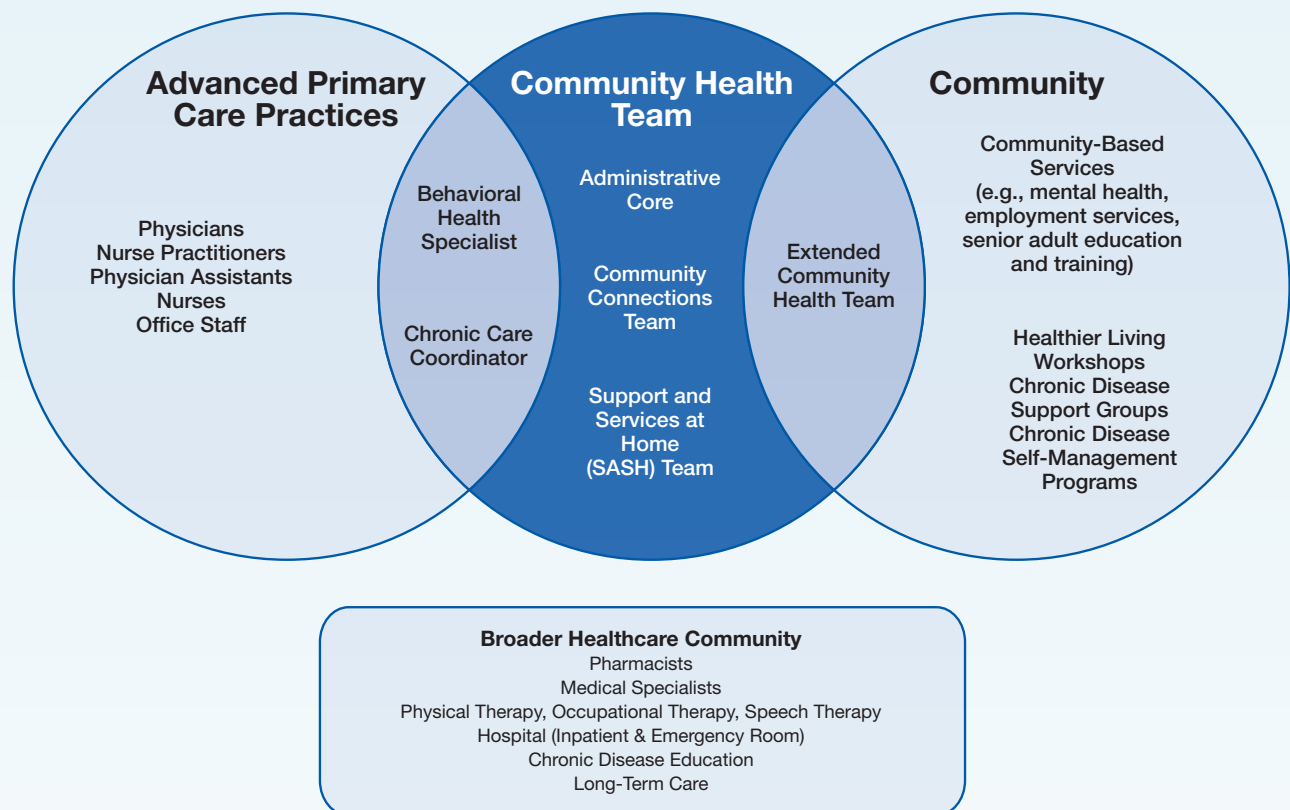 Advanced Primary
Care Practices
Physicians
Nurse Practitioners
Physician Assistants
Nurses
Office Staff
Behavioral
Health
Specialist
Chronic Care
Coordinator
Community Health
Team
Administrative
Core
Community
Connections
Team
Support and
Services at
Home
(SASH) Team
Extended
Community
Health Team
Community
Community-Based
Services
(e.g., mental health,
employment services,
senior adult education
and training)
Healthier Living
Workshops
Chronic Disease
Support Groups
Chronic Disease
Self-Management
Programs
Broader Healthcare Community
Pharmacists
Medical Specialists
Physical Therapy, Occupational Therapy, Speech Therapy
Hospital (Inpatient & Emergency Room)
Chronic Disease Education
Long-Term Care